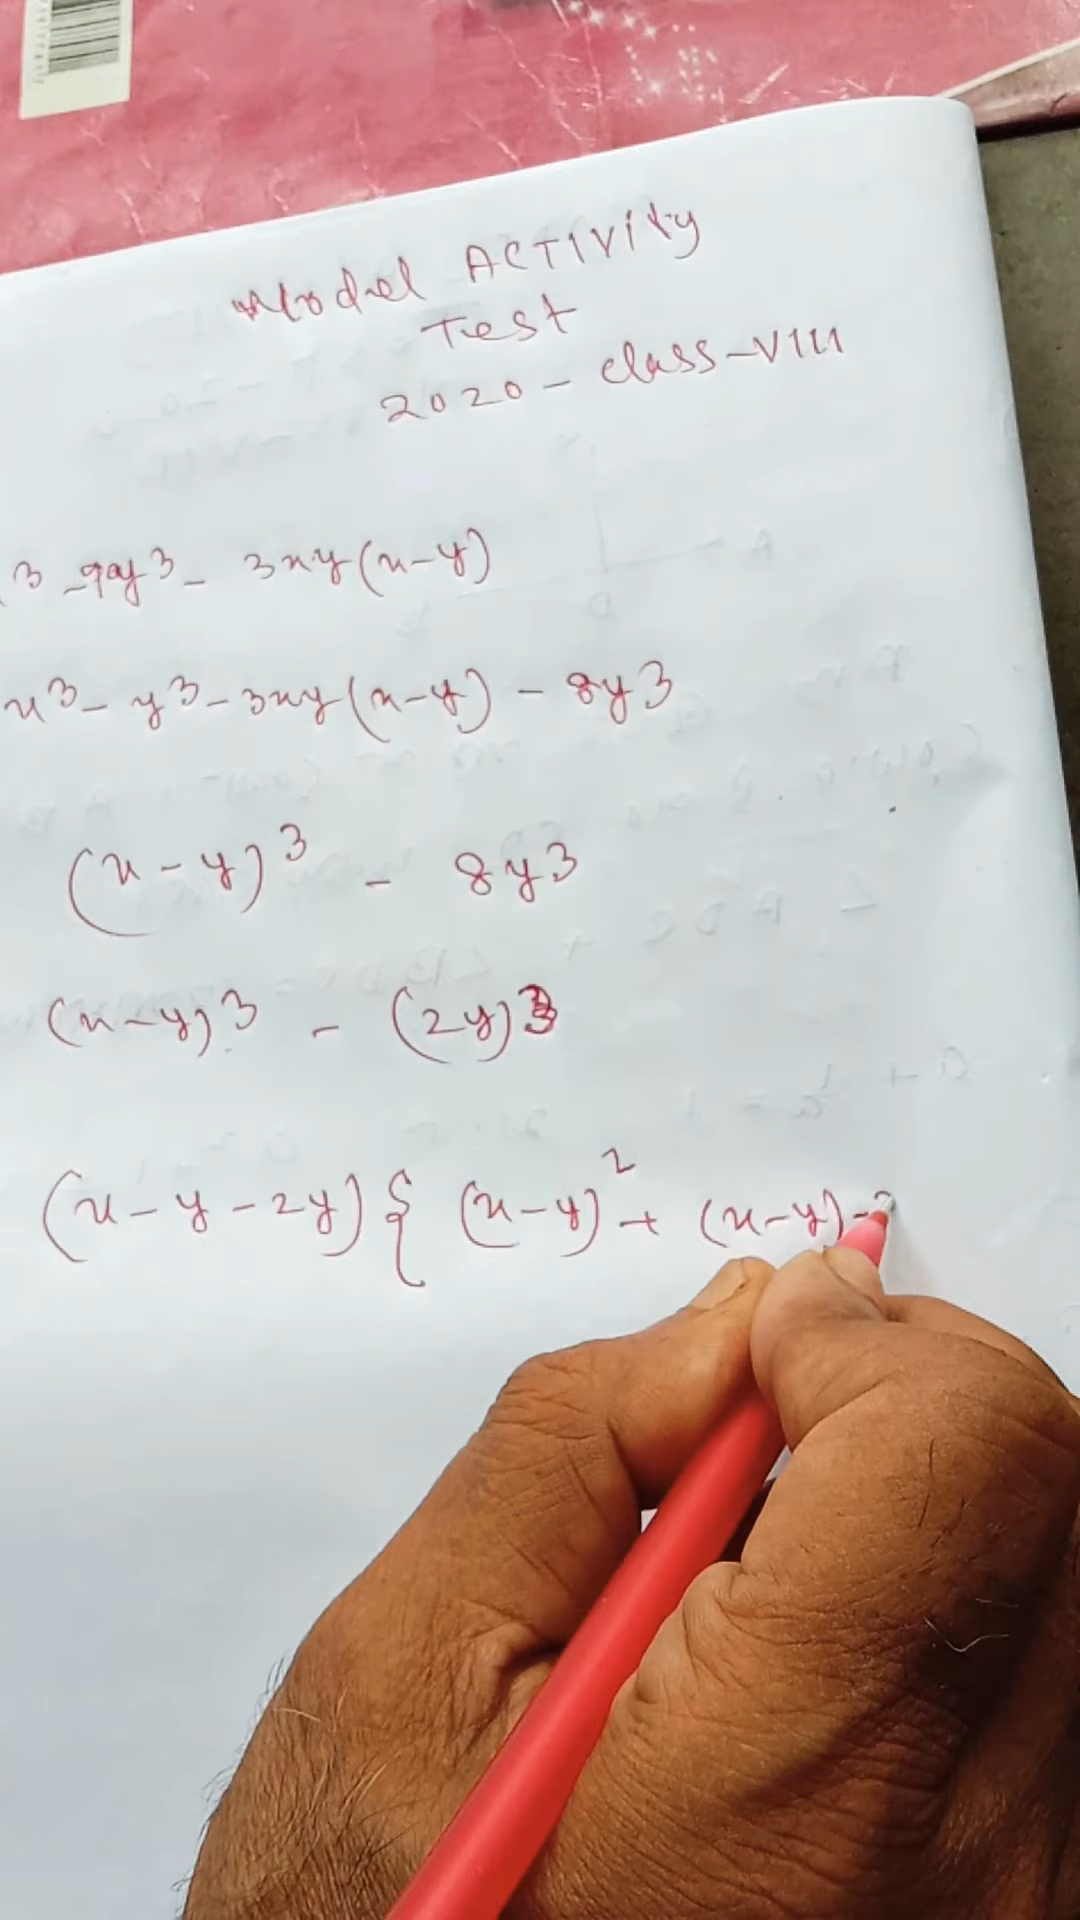 Model ACTIVITY
Test
2020 - class-VIII
3 - 9y3 - 3xy(x-y)
x3 - y3 - 3xy(x-y) - 8y3
(x-y)3 - 8y3
(x-y)3 - (2y)3
(x-y-2y){ (x-y)2 + (x-y)-2